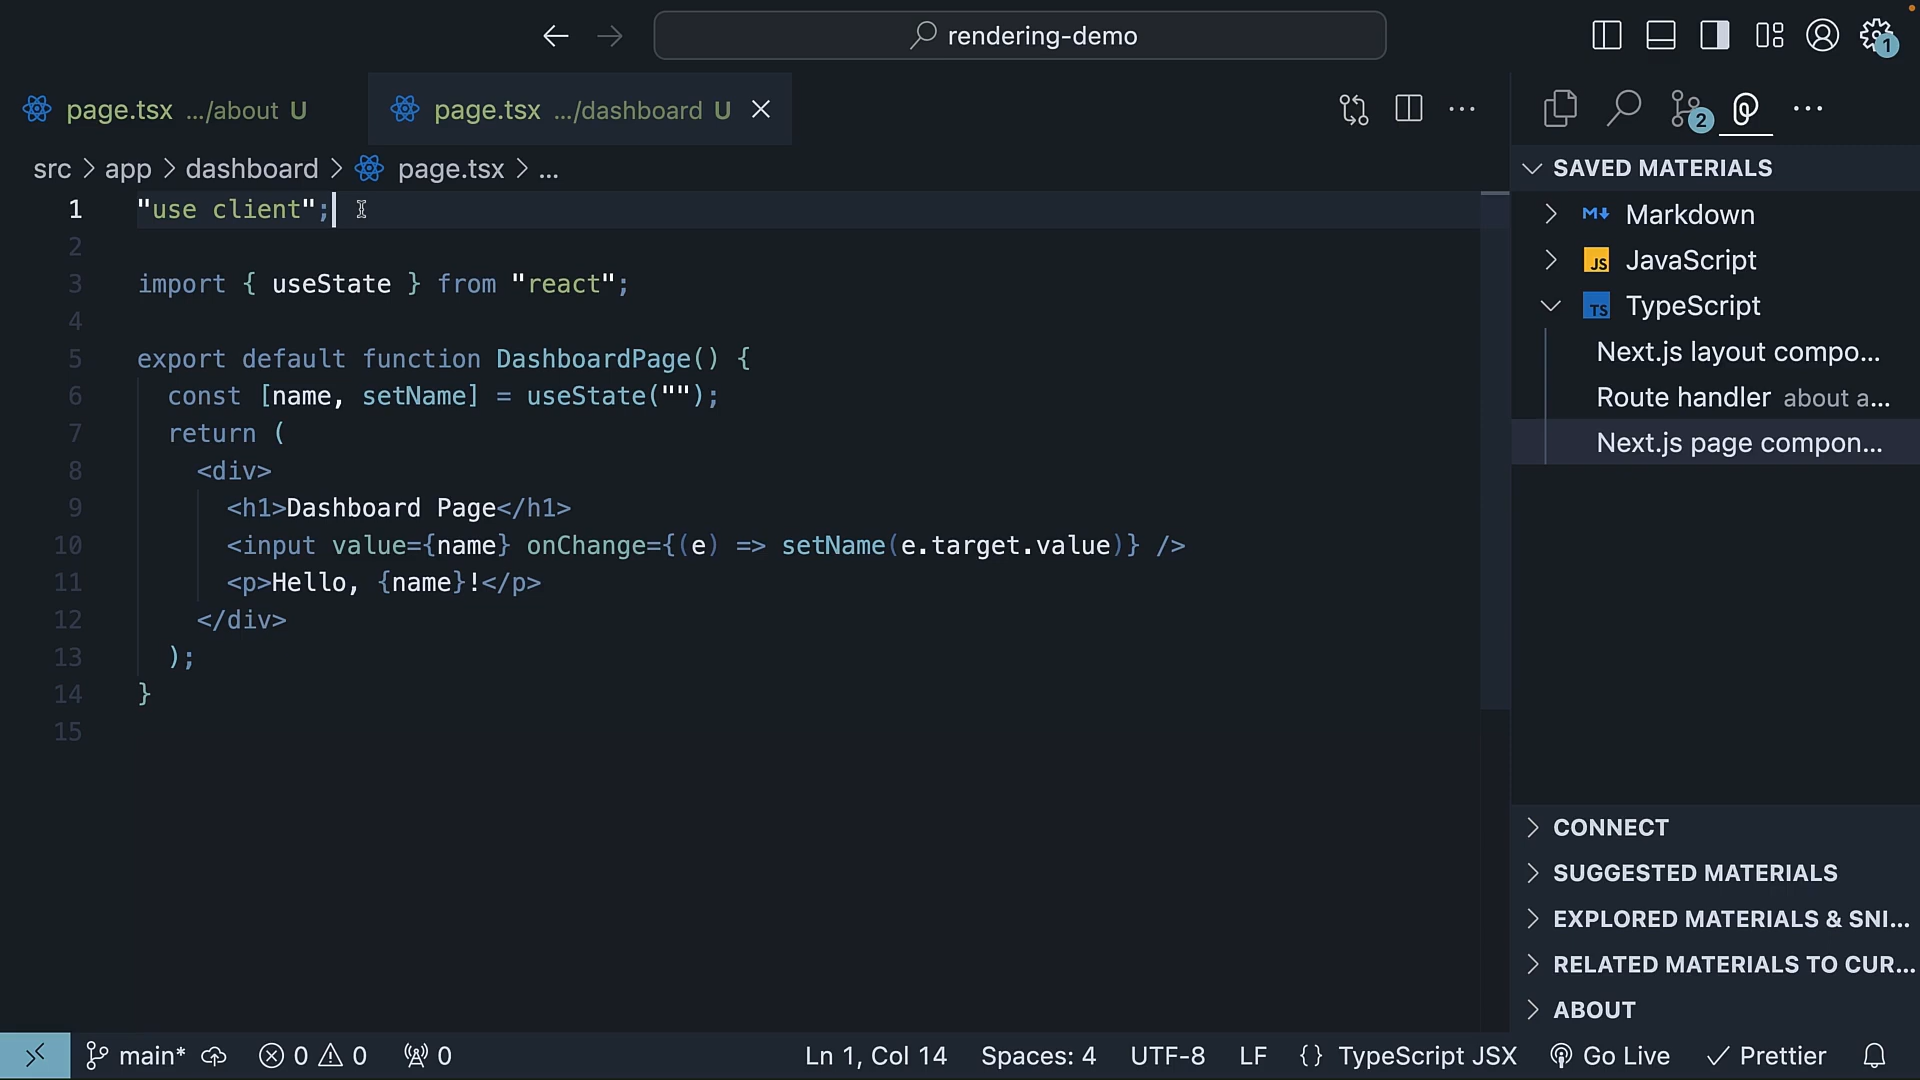 rendering-demo
1
page.tsx .../about U
page.tsx .../dashboard U
2
src > app > dashboard > page.tsx > ...
SAVED MATERIALS
Markdown
JS JavaScript
TS TypeScript
Next.js layout compo...
Route handler about a...
Next.js page compon...
1 "use client";
2
3 import { useState } from "react";
4
5 export default function DashboardPage() {
6 const [name, setName] = useState("");
7 return (
8 <div>
9 <h1>Dashboard Page</h1>
10 <input value={name} onChange={(e) => setName(e.target.value)} />
11 <p>Hello, {name}!</p>
12 </div>
13 );
14 }
15
CONNECT
SUGGESTED MATERIALS
EXPLORED MATERIALS & SNI...
RELATED MATERIALS TO CUR...
ABOUT
main* 0 0 0 Ln 1, Col 14 Spaces: 4 UTF-8 LF {} TypeScript JSX Go Live Prettier